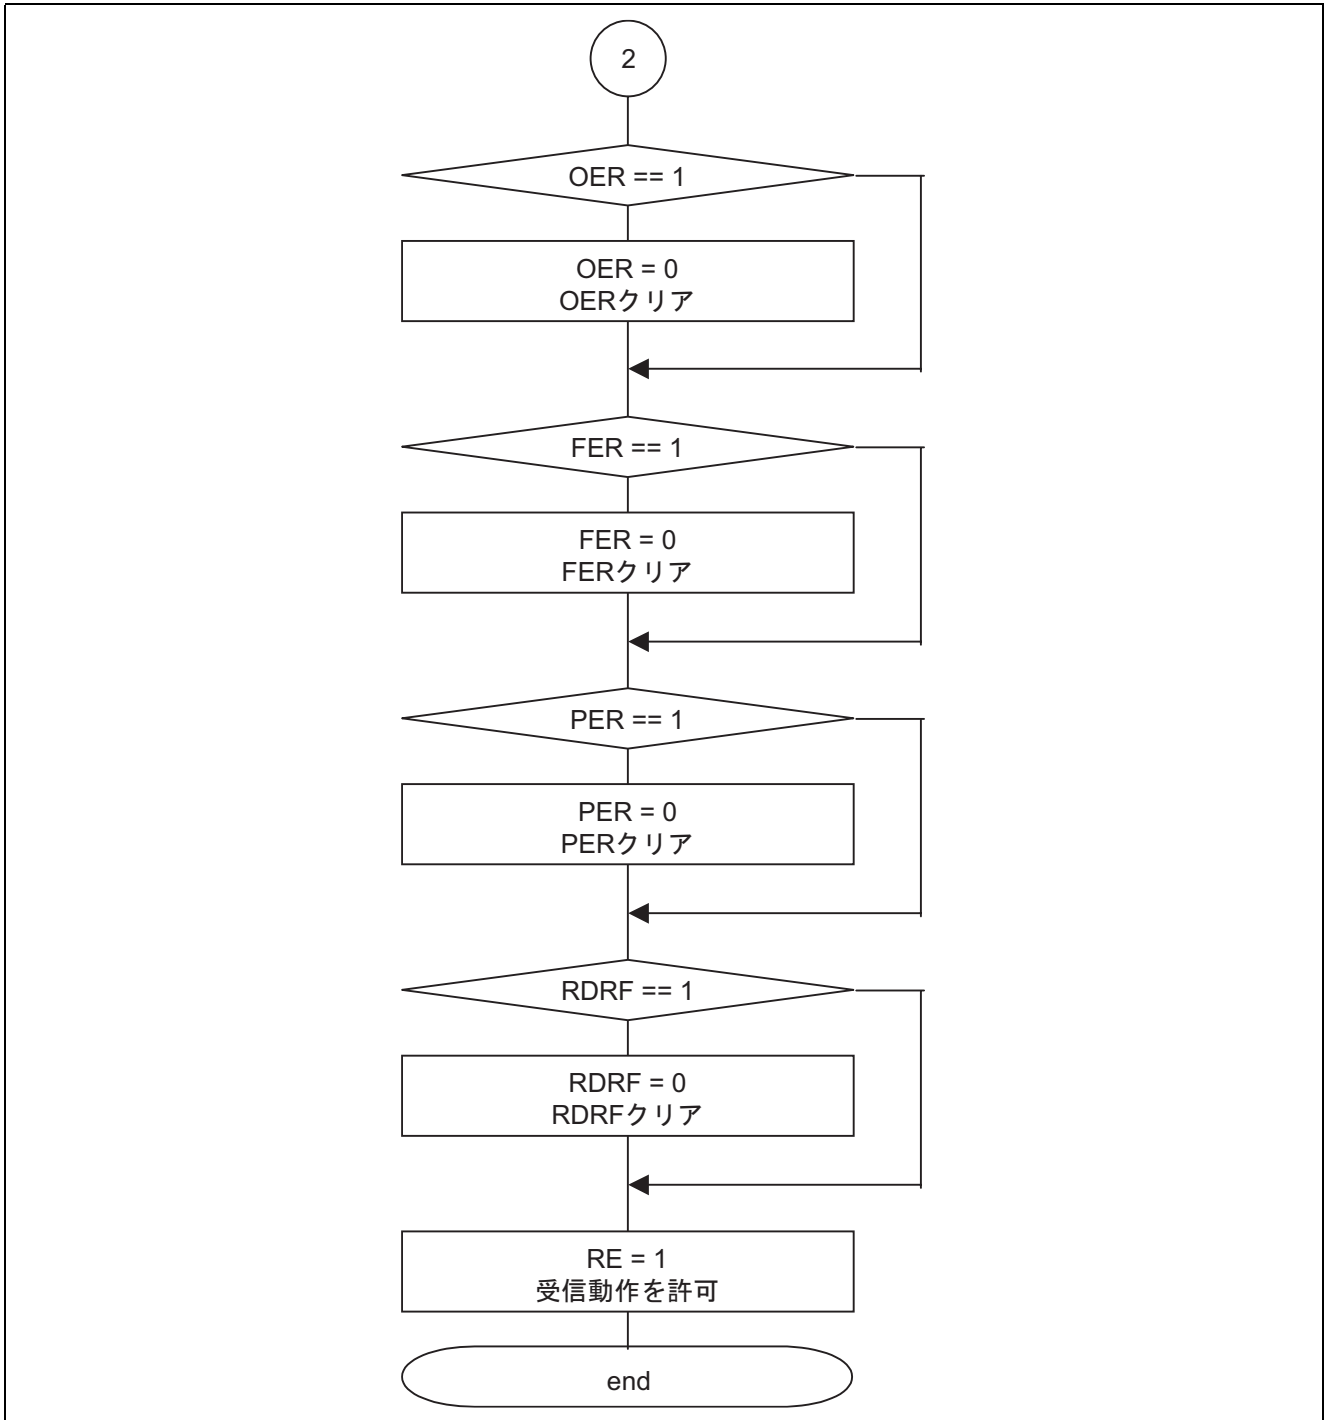 2
OER == 1
OER = 0
OERクリア
FER == 1
FER = 0
FERクリア
PER == 1
PER = 0
PERクリア
RDRF == 1
RDRF = 0
RDRFクリア
RE = 1
受信動作を許可
end